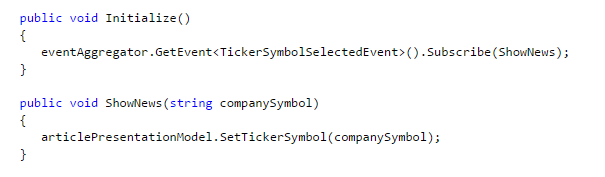 public void Initialize()
{
   eventAggregator.GetEvent<TickerSymbolSelectedEvent>().Subscribe(ShowNews);
}

public void ShowNews(string companySymbol)
{
   articlePresentationModel.SetTickerSymbol(companySymbol);
}